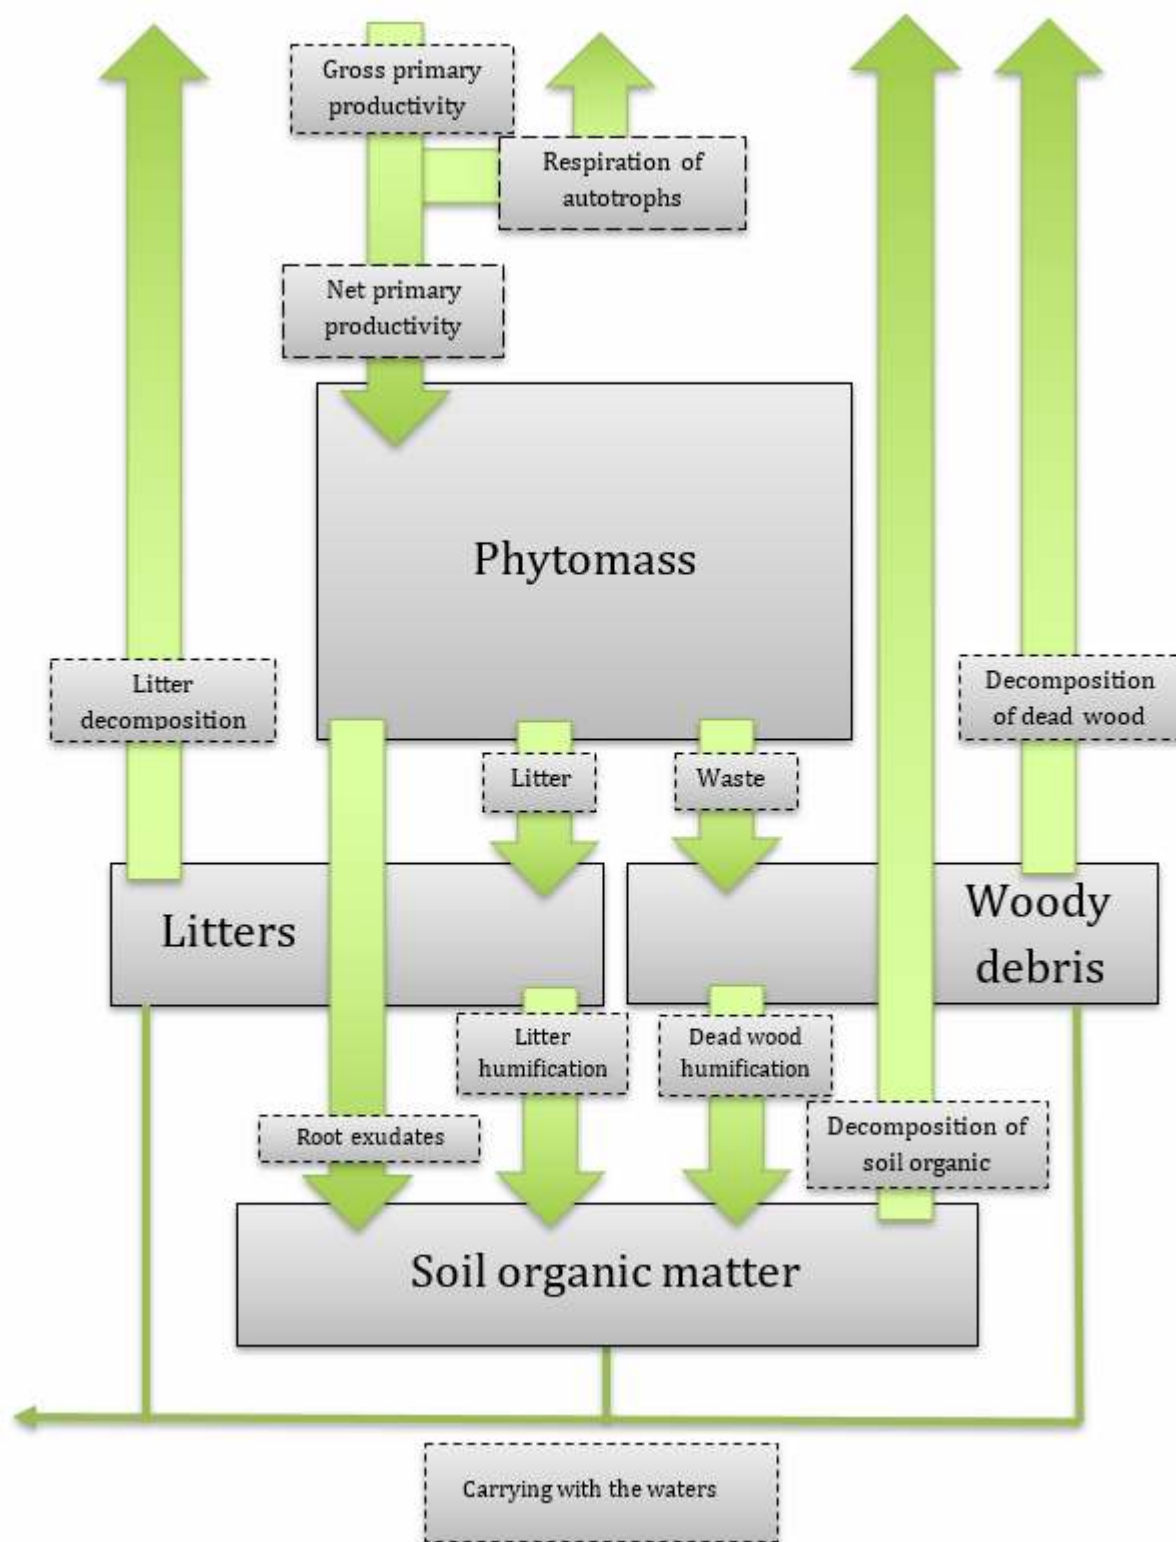 Gross primary
productivity
Respiration of
autotrophs
Net primary
productivity
Phytomass
Litter
decomposition
Decomposition
of dead wood
Litter
Waste
Litters
Woody
debris
Litter
humification
Dead wood
humification
Root exudates
Decomposition of
soil organic
Soil organic matter
Carrying with the waters